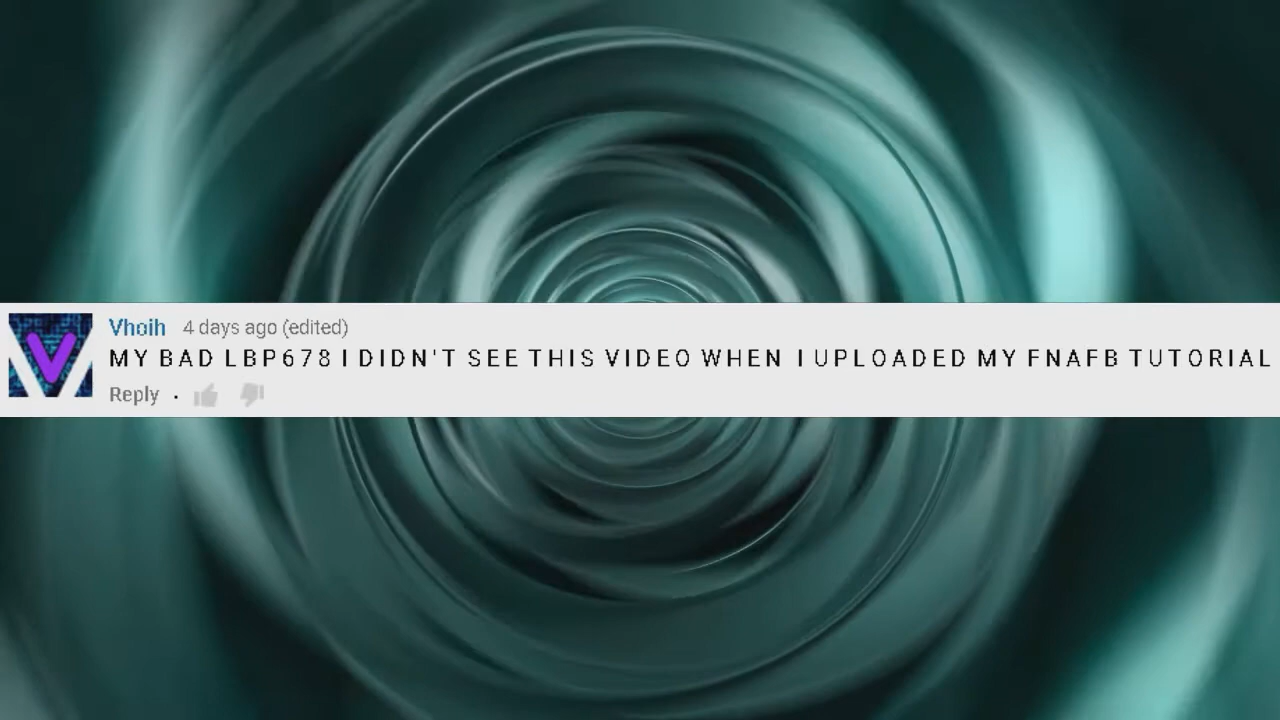 Vhoih 4 days ago (edited)
MY BAD LBP678 I DIDN'T SEE THIS VIDEO WHEN I UPLOADED MY FNAFB TUTORIAL
Reply •